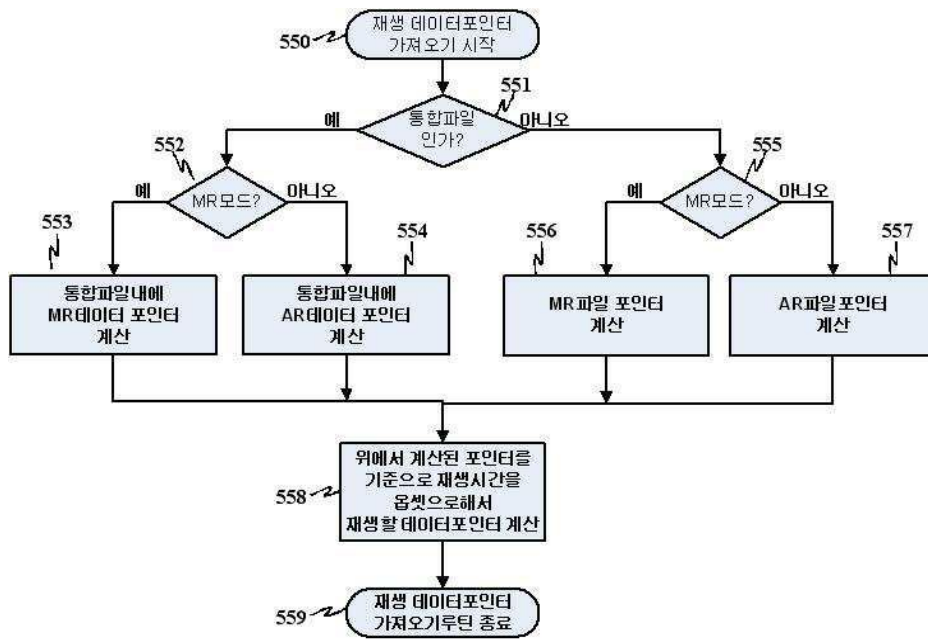 재생 데이터포인터
가져오기 시작
550
551
통합파일
인가?
예
아니오
552
MR모드?
예
아니오
555
MR모드?
예
아니오
553
통합파일내에
MR데이터 포인터
계산
554
통합파일내에
AR데이터 포인터
계산
556
MR파일 포인터
계산
557
AR파일포인터
계산
558
위에서 계산된 포인터를
기준으로 재생시간을
옵셋으로해서
재생할 데이터포인터 계산
559
재생 데이터포인터
가져오기루틴 종료